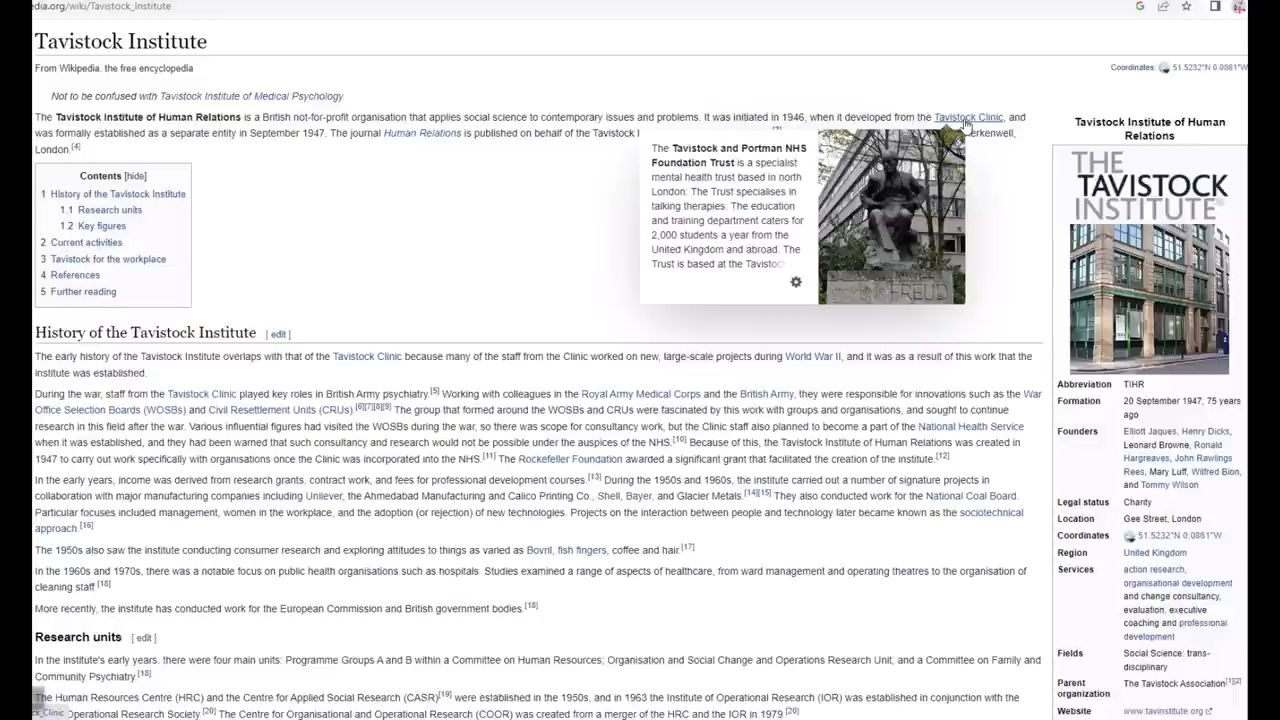 dia.org/wiki/Tavistock_Institute
Tavistock Institute
From Wikipedia, the free encyclopedia
Coordinates: 51.5232°N 0.0861°W
Not to be confused with Tavistock Institute of Medical Psychology
The Tavistock Institute of Human Relations is a British not-for-profit organisation that applies social science to contemporary issues and problems. It was initiated in 1946, when it developed from the Tavistock Clinic, and
was formally established as a separate entity in September 1947. The journal Human Relations is published on behalf of the Tavistock
erkenwell,
London.[4]
The Tavistock and Portman NHS
Foundation Trust is a specialist
mental health trust based in north
London. The Trust specialises in
talking therapies. The education
and training department caters for
2,000 students a year from the
United Kingdom and abroad. The
Trust is based at the Tavistoc
FREUD
Contents [hide]
1 History of the Tavistock Institute
1.1 Research units
1.2 Key figures
2 Current activities
3 Tavistock for the workplace
4 References
5 Further reading
History of the Tavistock Institute [ edit ]
The early history of the Tavistock Institute overlaps with that of the Tavistock Clinic because many of the staff from the Clinic worked on new, large-scale projects during World War II, and it was as a result of this work that the
institute was established.
During the war, staff from the Tavistock Clinic played key roles in British Army psychiatry.[5] Working with colleagues in the Royal Army Medical Corps and the British Army, they were responsible for innovations such as the War
Office Selection Boards (WOSBs) and Civil Resettlement Units (CRUs).[6][7][8][9] The group that formed around the WOSBs and CRUs were fascinated by this work with groups and organisations, and sought to continue
research in this field after the war. Various influential figures had visited the WOSBs during the war, so there was scope for consultancy work, but the Clinic staff also planned to become a part of the National Health Service
when it was established, and they had been warned that such consultancy and research would not be possible under the auspices of the NHS.[10] Because of this, the Tavistock Institute of Human Relations was created in
1947 to carry out work specifically with organisations once the Clinic was incorporated into the NHS.[11] The Rockefeller Foundation awarded a significant grant that facilitated the creation of the institute.[12]
In the early years, income was derived from research grants, contract work, and fees for professional development courses.[13] During the 1950s and 1960s, the institute carried out a number of signature projects in
collaboration with major manufacturing companies including Unilever, the Ahmedabad Manufacturing and Calico Printing Co., Shell, Bayer, and Glacier Metals.[14][15] They also conducted work for the National Coal Board.
Particular focuses included management, women in the workplace, and the adoption (or rejection) of new technologies. Projects on the interaction between people and technology later became known as the sociotechnical
approach.[16]
The 1950s also saw the institute conducting consumer research and exploring attitudes to things as varied as Bovril, fish fingers, coffee and hair.[17]
In the 1960s and 1970s, there was a notable focus on public health organisations such as hospitals. Studies examined a range of aspects of healthcare, from ward management and operating theatres to the organisation of
cleaning staff.[18]
More recently, the institute has conducted work for the European Commission and British government bodies.[18]
Research units [ edit ]
In the institute's early years. there were four main units: Programme Groups A and B within a Committee on Human Resources; Organisation and Social Change and Operations Research Unit; and a Committee on Family and
Community Psychiatry.[18]
The Human Resources Centre (HRC) and the Centre for Applied Social Research (CASR)[19] were established in the 1950s, and in 1963 the Institute of Operational Research (IOR) was established in conjunction with the
k_Clinic Operational Research Society.[20] The Centre for Organisational and Operational Research (COOR) was created from a merger of the HRC and the IOR in 1979.[20]
Tavistock Institute of Human
Relations
THE
TAVISTOCK
INSTITUTE®
Abbreviation TIHR
Formation 20 September 1947; 75 years
ago
Founders Elliott Jaques, Henry Dicks,
Leonard Browne, Ronald
Hargreaves, John Rawlings
Rees, Mary Luff, Wilfred Bion,
and Tommy Wilson
Legal status Charity
Location Gee Street, London
Coordinates 51.5232°N 0.0861°W
Region United Kingdom
Services action research,
organisational development
and change consultancy,
evaluation, executive
coaching and professional
development
Fields Social Science: trans-
disciplinary
Parent The Tavistock Association[1][2]
organization
Website www.tavinstitute.org